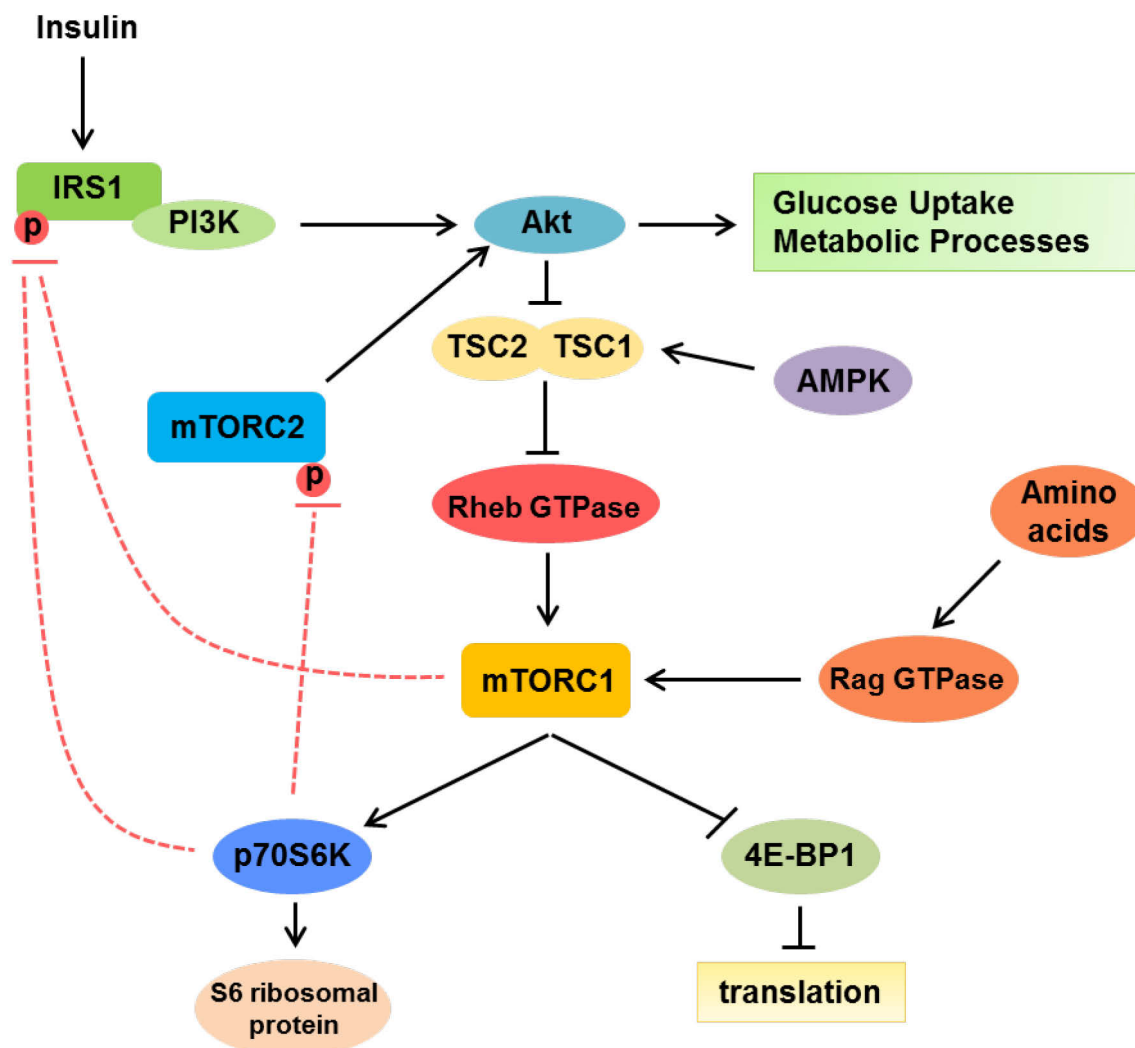 Insulin
IRS1
p
PI3K
Akt
Glucose Uptake
Metabolic Processes
TSC2
TSC1
AMPK
mTORC2
p
Rheb GTPase
Amino
acids
mTORC1
Rag GTPase
p70S6K
4E-BP1
S6 ribosomal
protein
translation